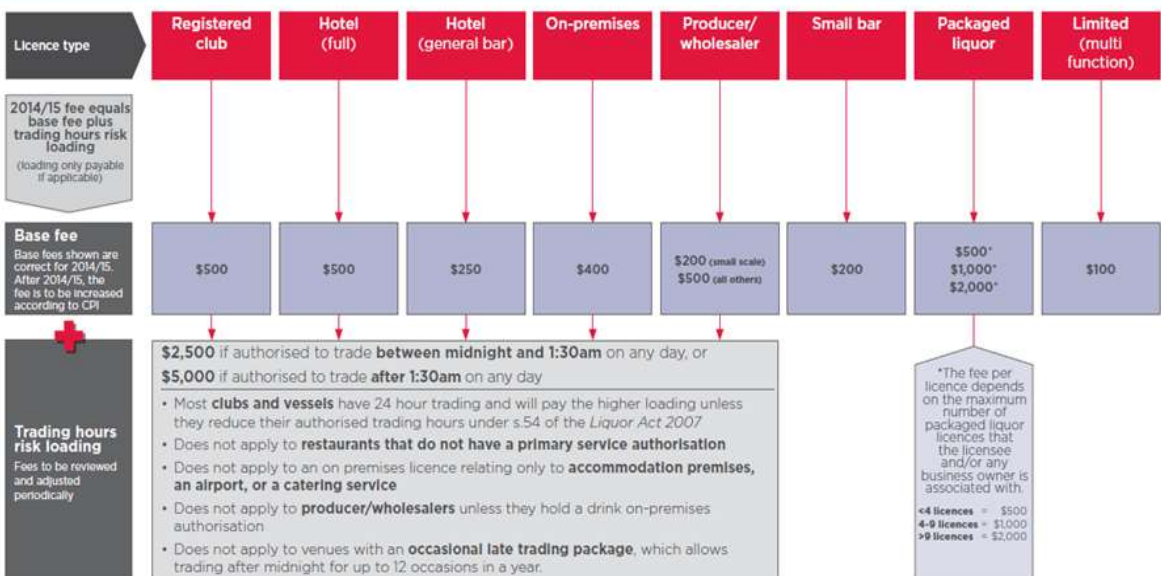 Licence type
Registered
club
Hotel
(full)
Hotel
(general bar)
On-premises
Producer/
wholesaler
Small bar
Packaged
liquor
Limited
(multi
function)
2014/15 fee equals
base fee plus
trading hours risk
loading
(loading only payable
if applicable)
Base fee
Base fees shown are
correct for 2014/15.
After 2014/15, the
fee is to be increased
according to CPI
$500
$500
$250
$400
$200 (small scale)
$500 (all others)
$200
$500*
$1,000*
$2,000*
$100
Trading hours
risk loading
Fees to be reviewed
and adjusted
periodically
$2,500 if authorised to trade between midnight and 1:30am on any day, or
$5,000 if authorised to trade after 1:30am on any day
• Most clubs and vessels have 24 hour trading and will pay the higher loading unless
they reduce their authorised trading hours under s.54 of the Liquor Act 2007
• Does not apply to restaurants that do not have a primary service authorisation
• Does not apply to an on premises licence relating only to accommodation premises,
an airport, or a catering service
• Does not apply to producer/wholesalers unless they hold a drink on-premises
authorisation
• Does not apply to venues with an occasional late trading package, which allows
trading after midnight for up to 12 occasions in a year.
*The fee per
licence depends
on the maximum
number of
packaged liquor
licences that
the licensee
and/or any
business owner is
associated with.
<4 licences = $500
4-9 licences = $1,000
>9 licences = $2,000